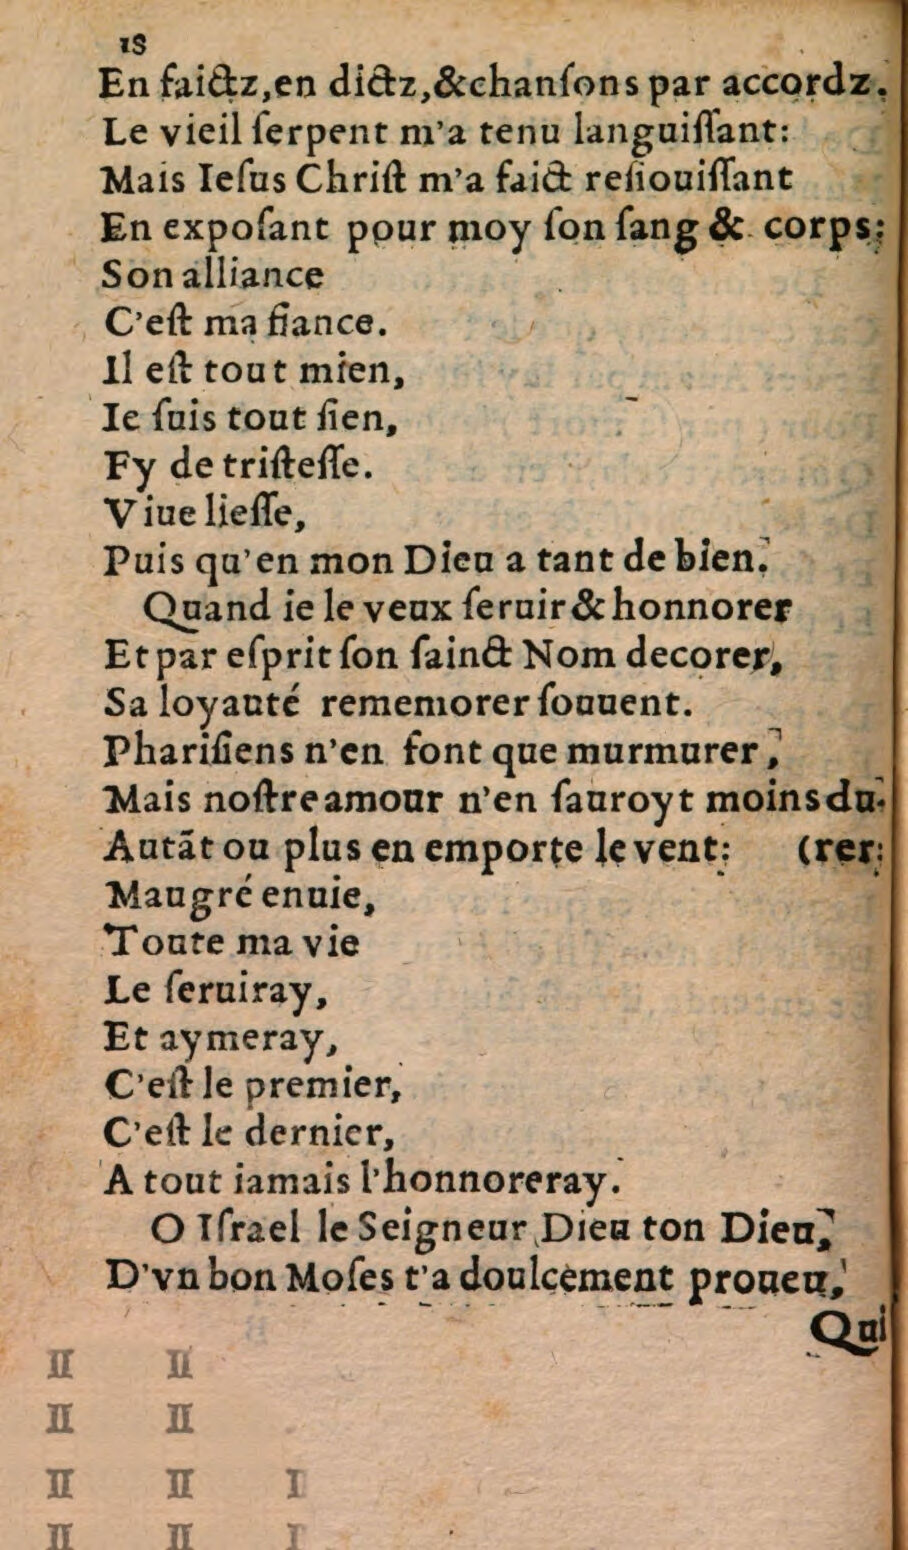 18
En faictz,en dictz,&chanſons par accordz.
Le vieil ſerpent m'a tenu languiſſant:
Mais Ieſus Chriſt m'a faict reſiouiſſant
En expoſant pour moy ſon ſang & corps:
Son alliance
C'eſt ma fiance.
Il eſt tout mien,
Ie ſuis tout ſien,
Fy de triſteſſe.
Viue lieſſe,
Puis qu'en mon Dieu a tant de bien.
Quand ie le veux ſeruir & honnorer
Et par eſprit ſon ſainct Nom decorer,
Sa loyauté rememorer ſouuent.
Phariſiens n'en font que murmurer,
Mais noſtre amour n'en ſauroyt moins du-
Autāt ou plus en emporte le vent: (rer:
Maugré enuie,
Toute ma vie
Le ſeruiray,
Et aymeray,
C'eſt le premier,
C'eſt le dernier,
A tout iamais l'honnoreray.
O Iſrael le Seigneur Dieu ton Dieu,
D'vn bon Moſes t'a doulcement proueu,
Qui
II II
II II
II II I
II II I